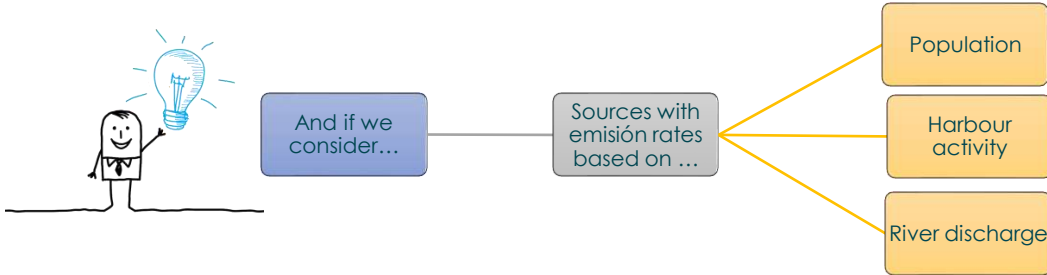 And if we
consider…
Sources with
emisión rates
based on …
Population
Harbour
activity
River discharge